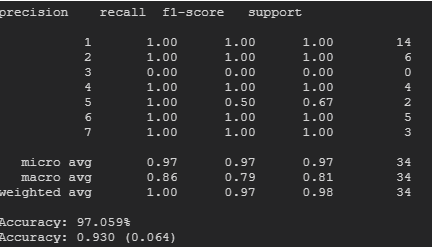 precision recall f1-score support
1 1.00 1.00 1.00 14
2 1.00 1.00 1.00 6
3 0.00 0.00 0.00 0
4 1.00 1.00 1.00 4
5 1.00 0.50 0.67 2
6 1.00 1.00 1.00 5
7 1.00 1.00 1.00 3
micro avg 0.97 0.97 0.97 34
macro avg 0.86 0.79 0.81 34
weighted avg 1.00 0.97 0.98 34
Accuracy: 97.059%
Accuracy: 0.930 (0.064)